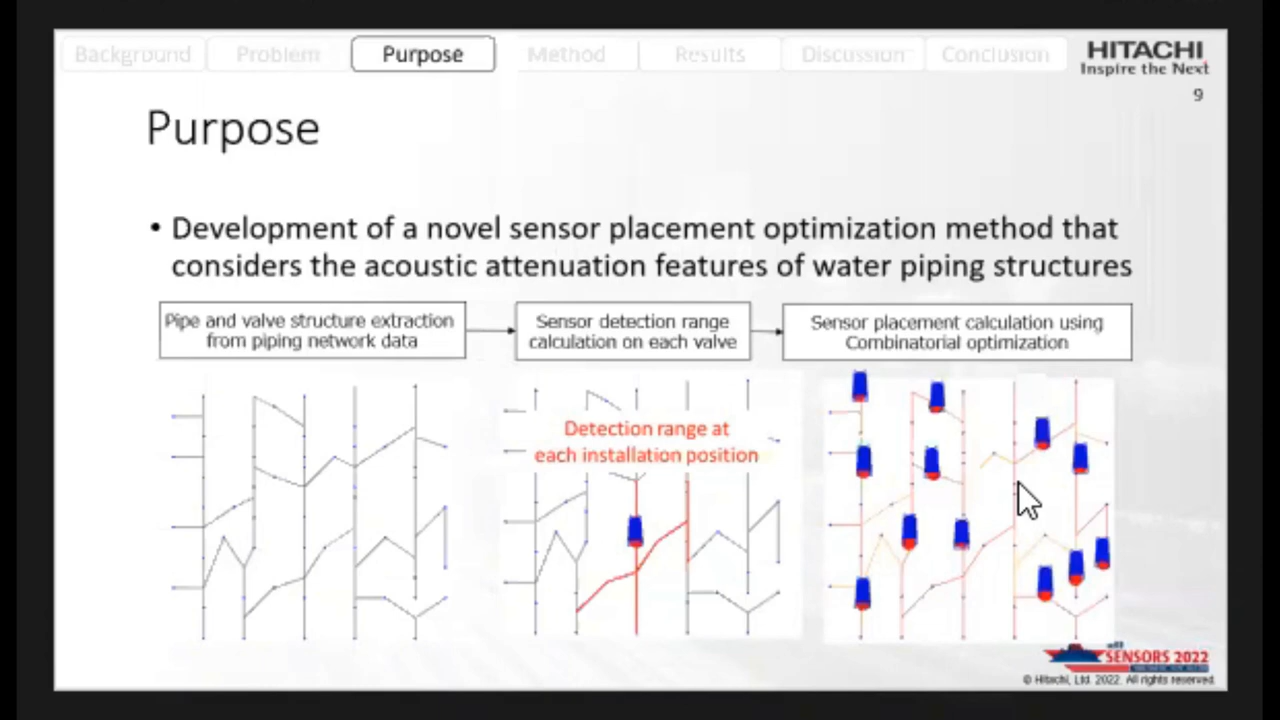 Background Problem Purpose Method Results Discussion Conclusion
HITACHI
Inspire the Next
9
Purpose
• Development of a novel sensor placement optimization method that
considers the acoustic attenuation features of water piping structures
Pipe and valve structure extraction
from piping network data
Sensor detection range
calculation on each valve
Sensor placement calculation using
Combinatorial optimization
Detection range at
each installation position
SENSORS 2022
© Hitachi, Ltd. 2022. All rights reserved.